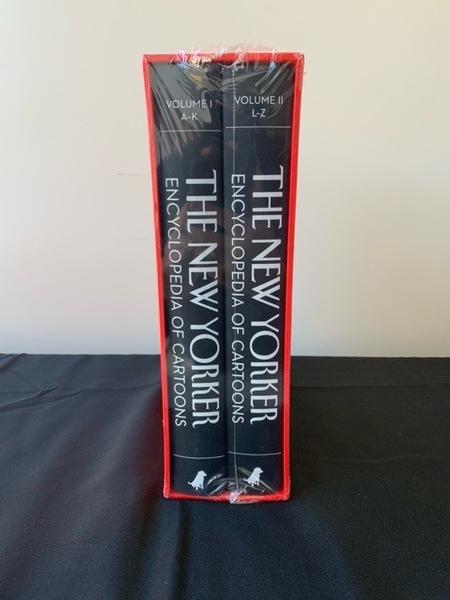 VOLUME I
A-K
THE NEW YORKER
ENCYCLOPEDIA OF CARTOONS
VOLUME II
L-Z
THE NEW YORKER
ENCYCLOPEDIA OF CARTOONS